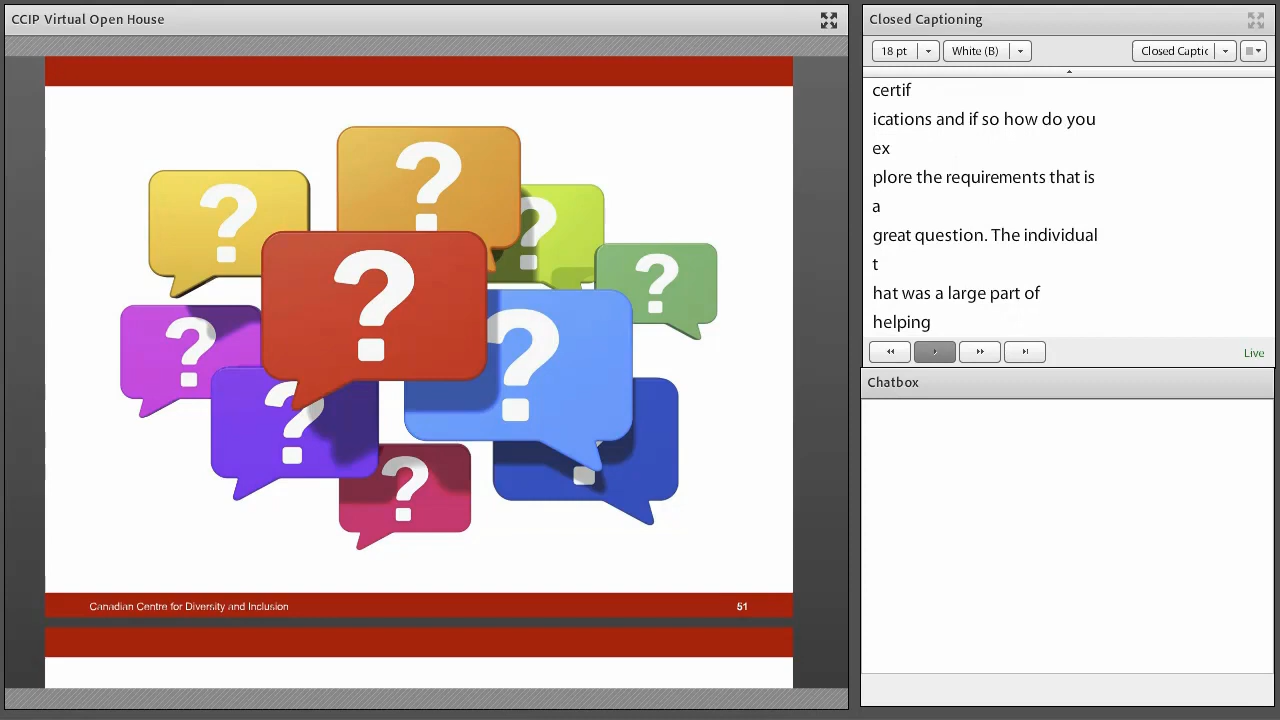 CCIP Virtual Open House
?
?
?
?
?
?
?
?
?
Canadian Centre for Diversity and Inclusion
51
Closed Captioning
18 pt
White (B)
Closed Captic
certif
ications and if so how do you
ex
plore the requirements that is
a
great question. The individual
t
hat was a large part of
helping
Live
Chatbox